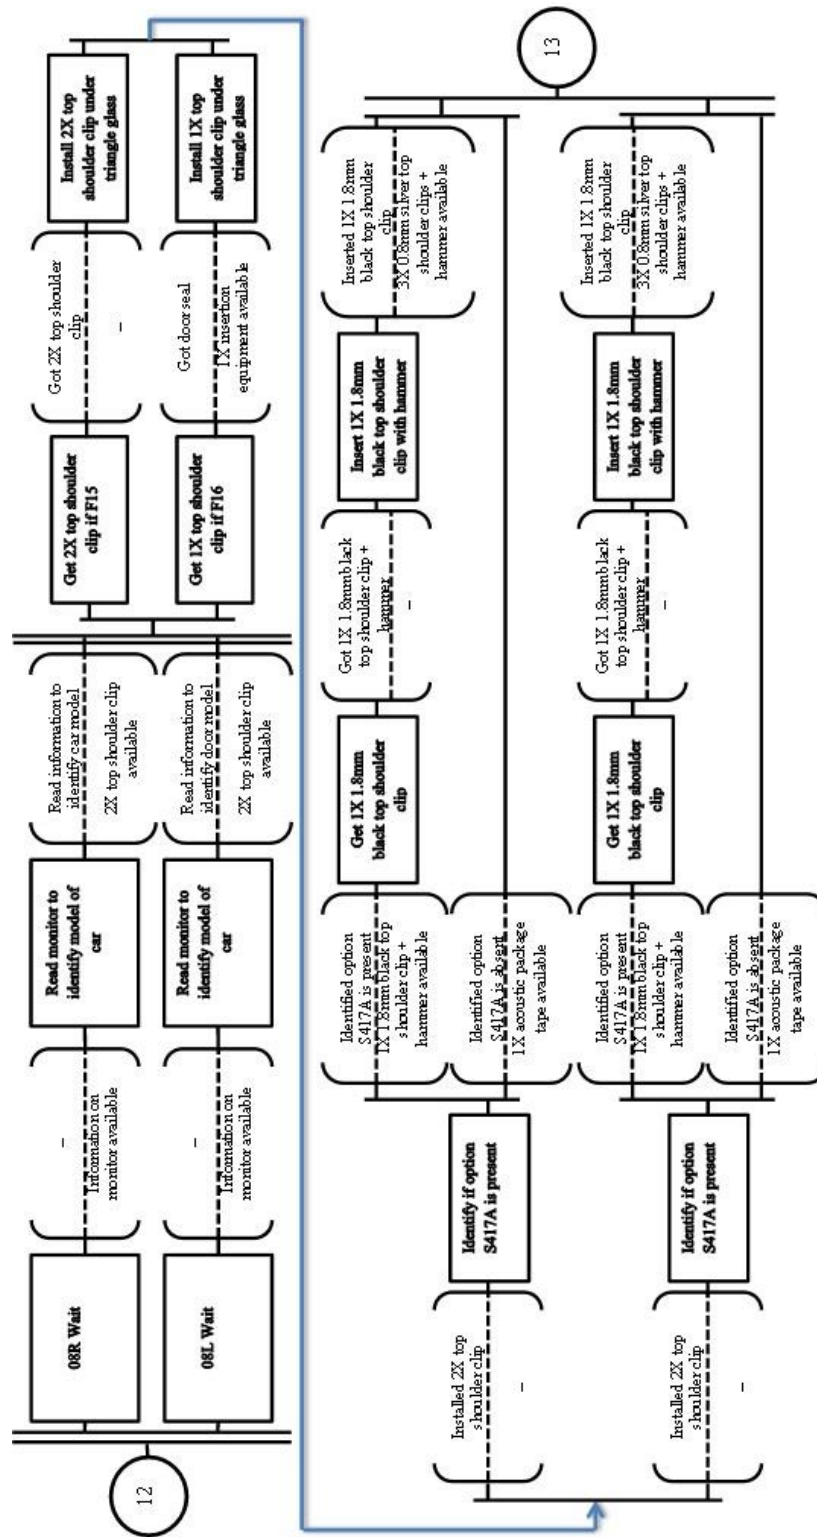 12
08R Wait
–
Information on
monitor available
Read monitor to
identify model of
car
Read information to
identify car model
2X top shoulder clip
available
Get 2X top shoulder
clip if F15
Got 2X top shoulder
clip
–
Install 2X top
shoulder clip under
triangle glass
08L Wait
–
Information on
monitor available
Read monitor to
identify model of
car
Read information to
identify door model
2X top shoulder clip
available
Get 1X top shoulder
clip if F16
Got door seal
1X insertion
equipment available
Install 1X top
shoulder clip under
triangle glass
Installed 2X top
shoulder clip
–
Identify if option
S417A is present
Identified option
S417A is present
1X 1.8mm black top
shoulder clip +
hammer available
Get 1X 1.8mm
black top shoulder
clip
Got 1X 1.8mm black
top shoulder clip +
hammer
–
Insert 1X 1.8mm
black top shoulder
clip with hammer
Inserted 1X 1.8mm
black top shoulder
clip
3X 0.8mm silver top
shoulder clips +
hammer available
Identified option
S417A is absent
1X acoustic package
tape available
Installed 2X top
shoulder clip
–
Identify if option
S417A is present
Identified option
S417A is present
1X 1.8mm black top
shoulder clip +
hammer available
Get 1X 1.8mm
black top shoulder
clip
Got 1X 1.8mm black
top shoulder clip +
hammer
–
Insert 1X 1.8mm
black top shoulder
clip with hammer
Inserted 1X 1.8mm
black top shoulder
clip
3X 0.8mm silver top
shoulder clips +
hammer available
Identified option
S417A is absent
1X acoustic package
tape available
13